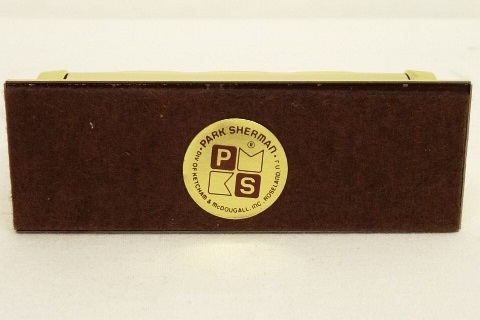 PARK SHERMAN
®
P
S
DIV OF KETCHAM & McDOUGALL, INC. ROSELAND, N.J.